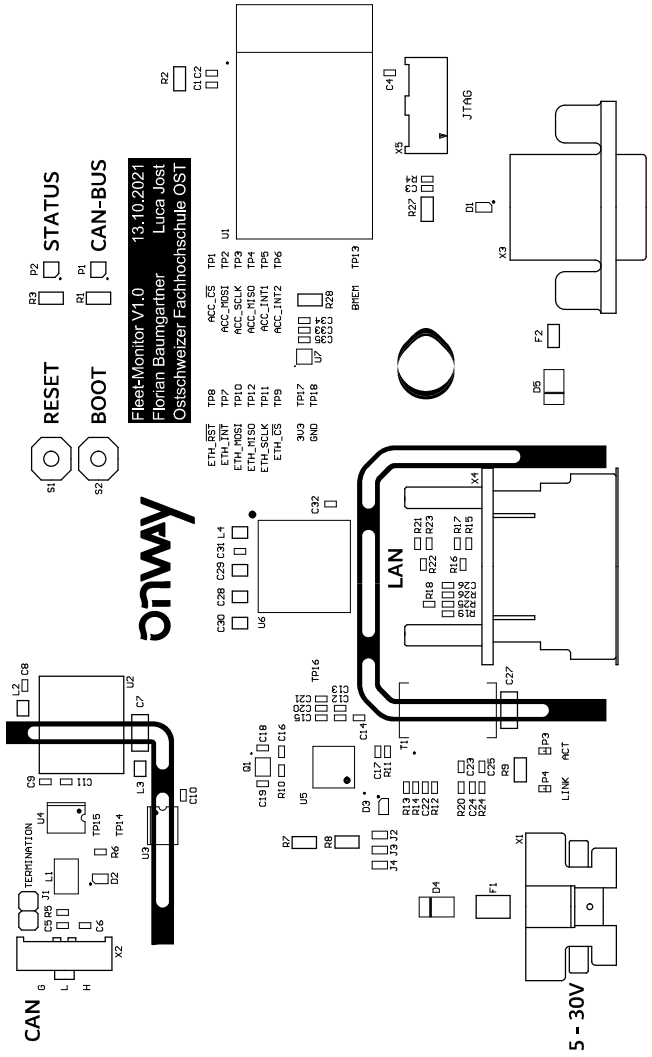 STATUS
CAN-BUS
RESET
BOOT
P2
R3
P1
R1
S1
S2
Fleet-Monitor V1.0 13.10.2021
Florian Baumgartner Luca Jost
Ostschweizer Fachhochschule OST
onway
R2
C1
C2
U1
C4
X5
JTAG
R4
C3
R27
D1
X3
F2
D5
ACC_CS TP1
ACC_MOSI TP2
ACC_SCLK TP3
ACC_MISO TP4
ACC_INT1 TP5
ACC_INT2 TP6
BMEM TP13
R28
C34
C33
C35
U7
ETH_RST TP8
ETH_INT TP7
ETH_MOSI TP10
ETH_MISO TP12
ETH_SCLK TP11
ETH_CS TP9
3V3 TP17
GND TP18
C32
L4
C31
C29
C28
C30
U6
LAN
X4
R21
R23
R17
R15
R22
R16
R18
C26
R26
R25
R19
C27
T1
TP16
C21
C20
C15
C13
C12
C14
C18
C16
Q1
C19
R10
U5
C17
R11
D3
R13
R14
C22
R12
C23
C25
R20
C24
R24
R9
P3
ACT
P4
LINK
R7
R8
J2
J3
J4
D4
F1
X1
5 - 30V
C8
L2
U2
C7
C9
C11
L3
C10
U4
TP15
TP14
U3
R6
L1
D2
TERMINATION
J1
R5
C5
C6
X2
CAN
G
L
H